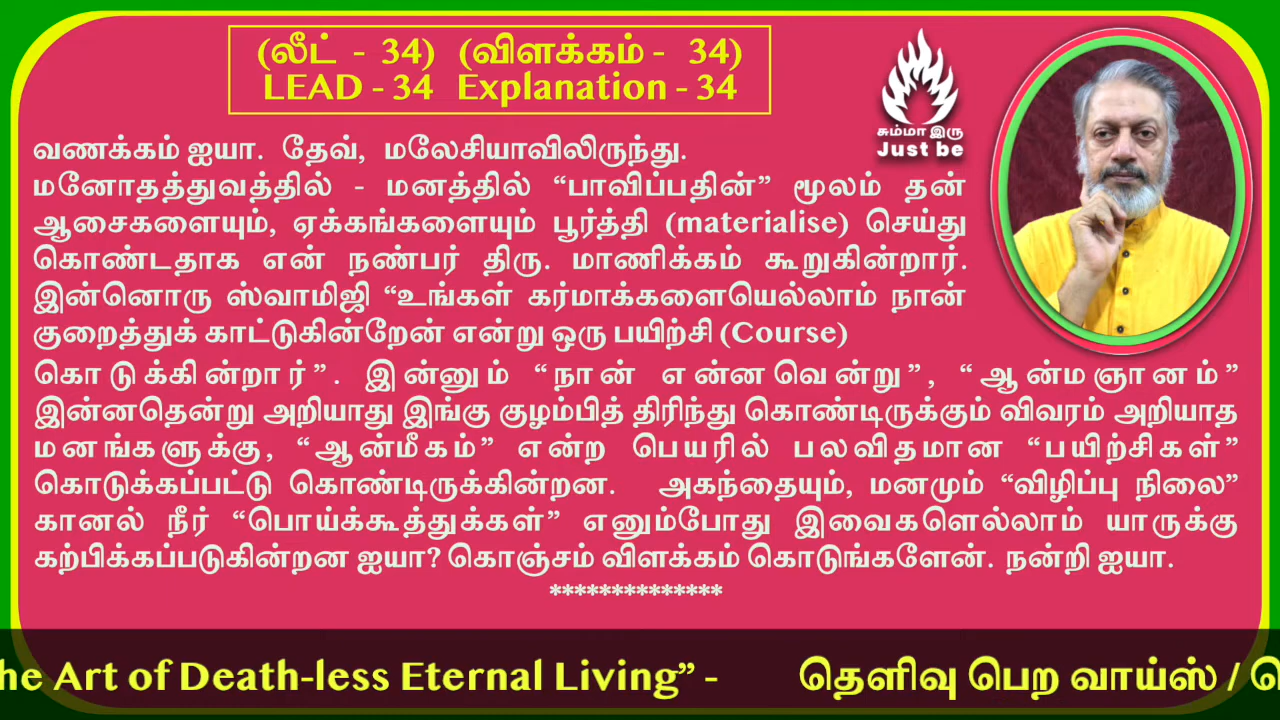 (லீட் - 34) (விளக்கம் - 34)
LEAD - 34 Explanation - 34
சும்மா இரு
Just be
வணக்கம் ஐயா. தேவ், மலேசியாவிலிருந்து.
மனோதத்துவத்தில் - மனத்தில் “பாவிப்பதின்” மூலம் தன்
ஆசைகளையும், ஏக்கங்களையும் பூர்த்தி (materialise) செய்து
கொண்டதாக என் நண்பர் திரு. மாணிக்கம் கூறுகின்றார்.
இன்னொரு ஸ்வாமிஜி “உங்கள் கர்மாக்களையெல்லாம் நான்
குறைத்துக் காட்டுகின்றேன் என்று ஒரு பயிற்சி (Course)
கொடுக்கின்றார்”. இன்னும் “நான் என்னவென்று”, “ஆன்மஞானம்”
இன்னதென்று அறியாது இங்கு குழம்பித் திரிந்து கொண்டிருக்கும் விவரம் அறியாத
மனங்களுக்கு, “ஆன்மீகம்” என்ற பெயரில் பலவிதமான “பயிற்சிகள்”
கொடுக்கப்பட்டு கொண்டிருக்கின்றன. அகந்தையும், மனமும் “விழிப்பு நிலை”
கானல் நீர் “பொய்க்கூத்துக்கள்” எனும்போது இவைகளெல்லாம் யாருக்கு
கற்பிக்கப்படுகின்றன ஐயா? கொஞ்சம் விளக்கம் கொடுங்களேன். நன்றி ஐயா.
**************
he Art of Death-less Eternal Living” - தெளிவு பெற வாய்ஸ் /